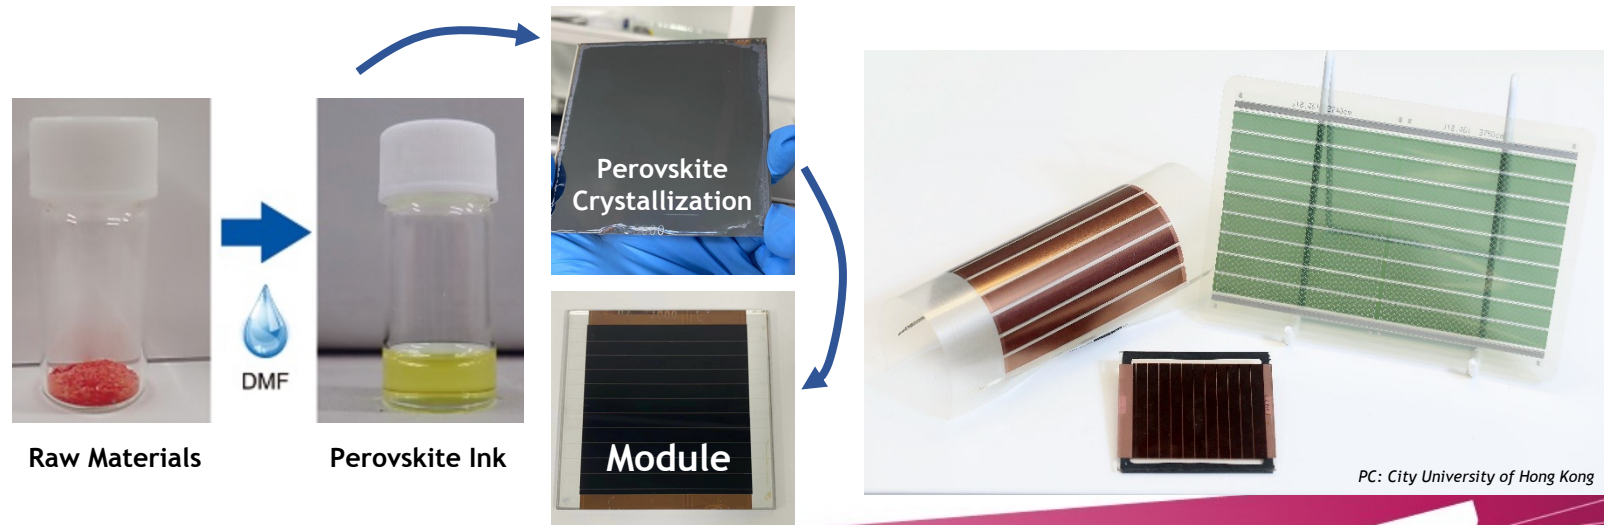 Raw Materials
DMF
Perovskite Ink
Perovskite
Crystallization
Module
PC: City University of Hong Kong